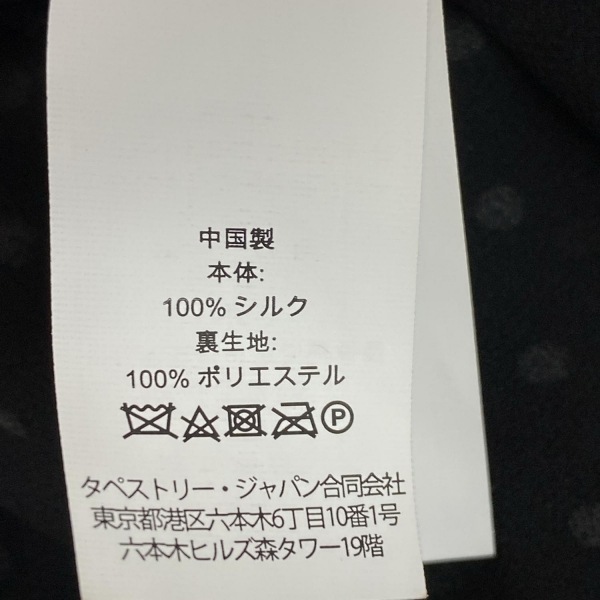 中国製
本体:
100% シルク
裏生地:
100% ポリエステル
P
タペストリー・ジャパン合同会社
東京都港区六本木6丁目10番1号
六本木ヒルズ森タワー19階